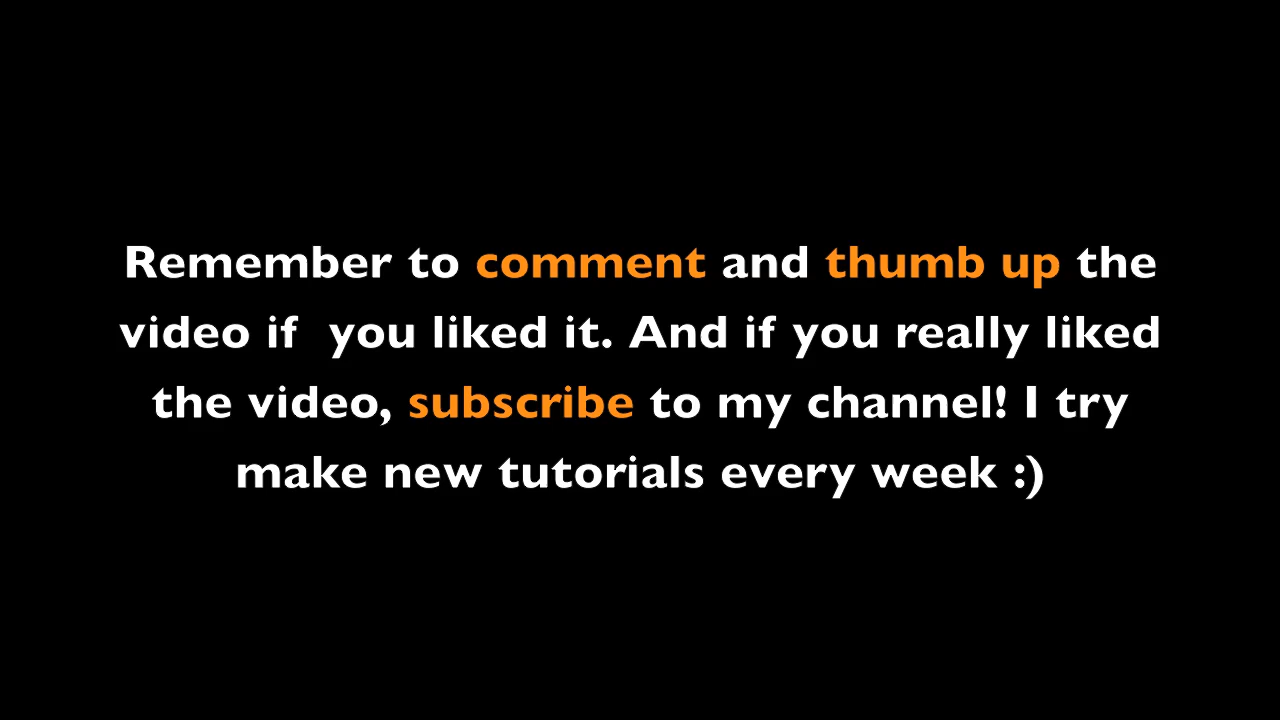 Remember to comment and thumb up the
video if  you liked it. And if you really liked
the video, subscribe to my channel! I try
make new tutorials every week :)